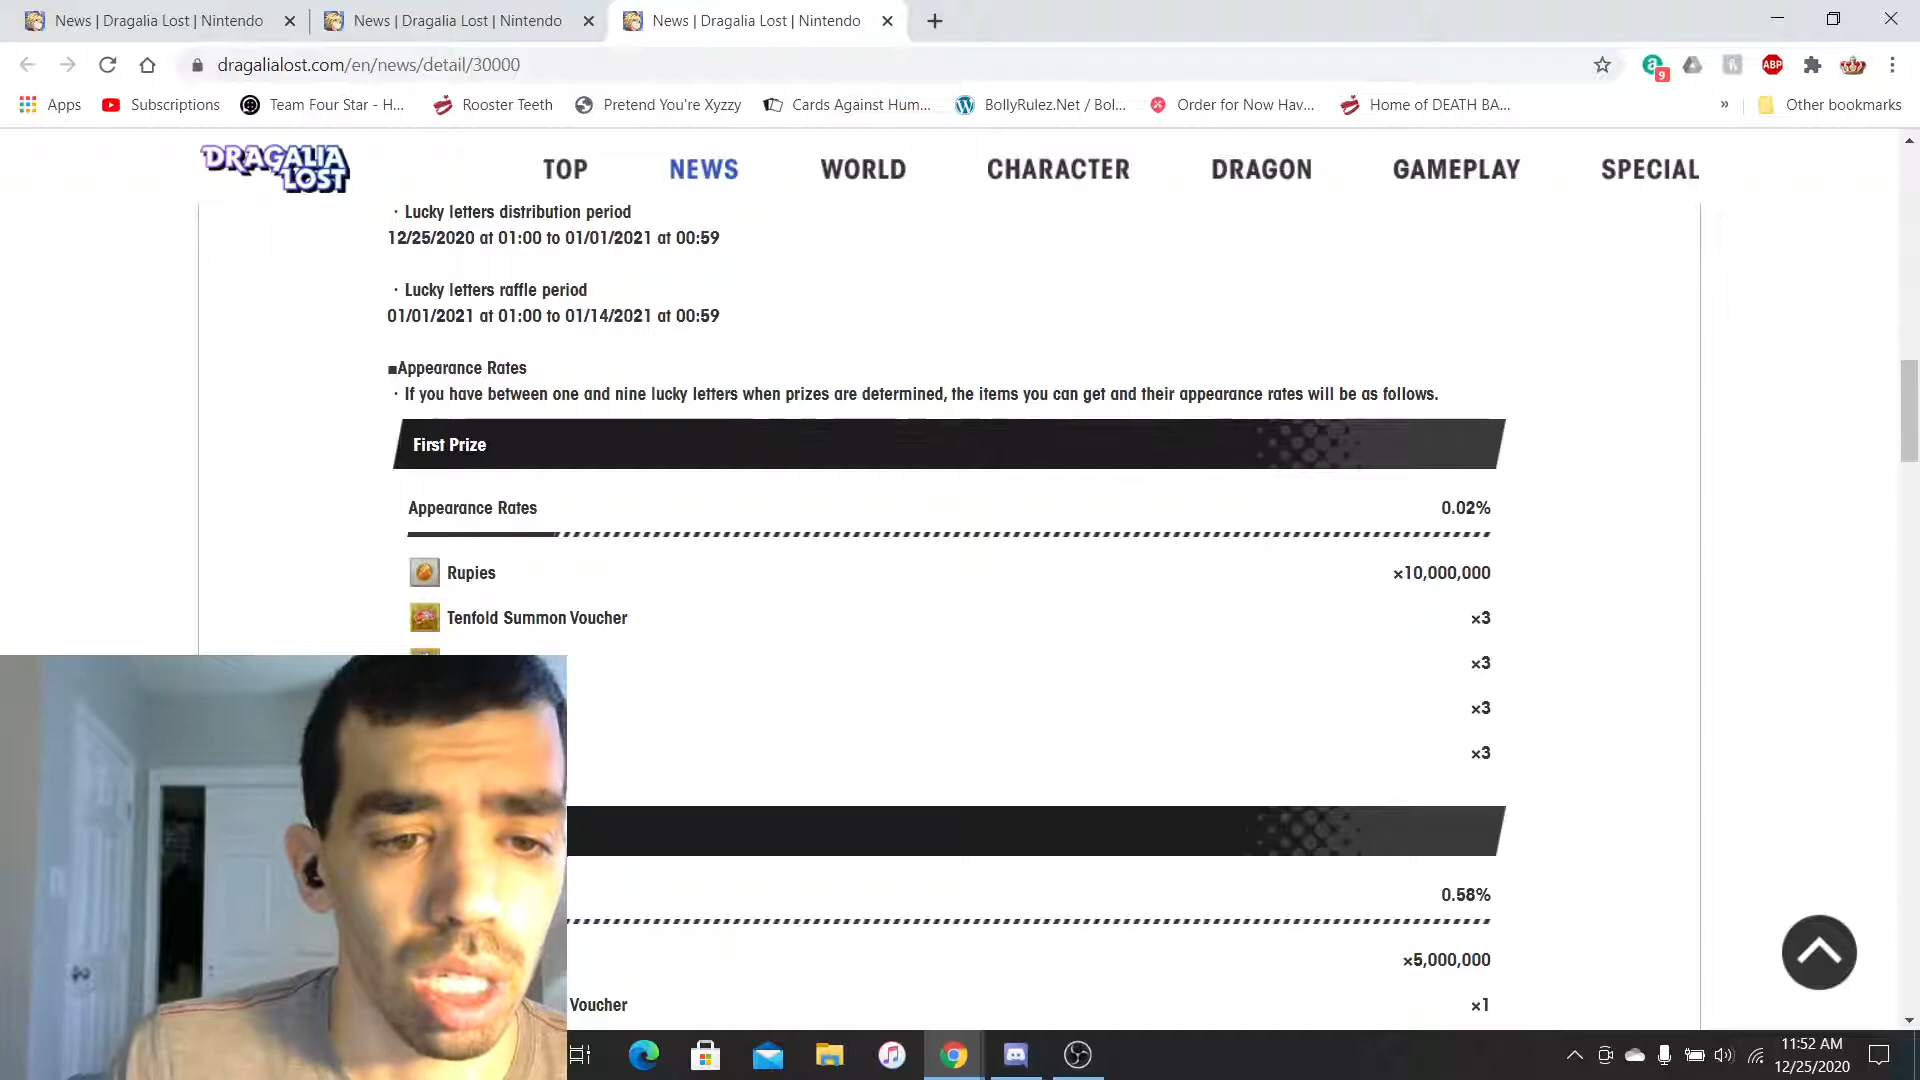 News | Dragalia Lost | Nintendo
News | Dragalia Lost | Nintendo
News | Dragalia Lost | Nintendo
dragalialost.com/en/news/detail/30000
9
ABP
Apps
Subscriptions
Team Four Star - H...
Rooster Teeth
Pretend You're Xyzzy
Cards Against Hum...
BollyRulez.Net / Bol...
Order for Now Hav...
Home of DEATH BA...
»
Other bookmarks
DRAGALIA LOST
TOP
NEWS
WORLD
CHARACTER
DRAGON
GAMEPLAY
SPECIAL
・Lucky letters distribution period
12/25/2020 at 01:00 to 01/01/2021 at 00:59
・Lucky letters raffle period
01/01/2021 at 01:00 to 01/14/2021 at 00:59
■Appearance Rates
・If you have between one and nine lucky letters when prizes are determined, the items you can get and their appearance rates will be as follows.
First Prize
Appearance Rates 0.02%
Rupies ×10,000,000
Tenfold Summon Voucher ×3
×3
×3
×3
0.58%
×5,000,000
Voucher ×1
11:52 AM
12/25/2020